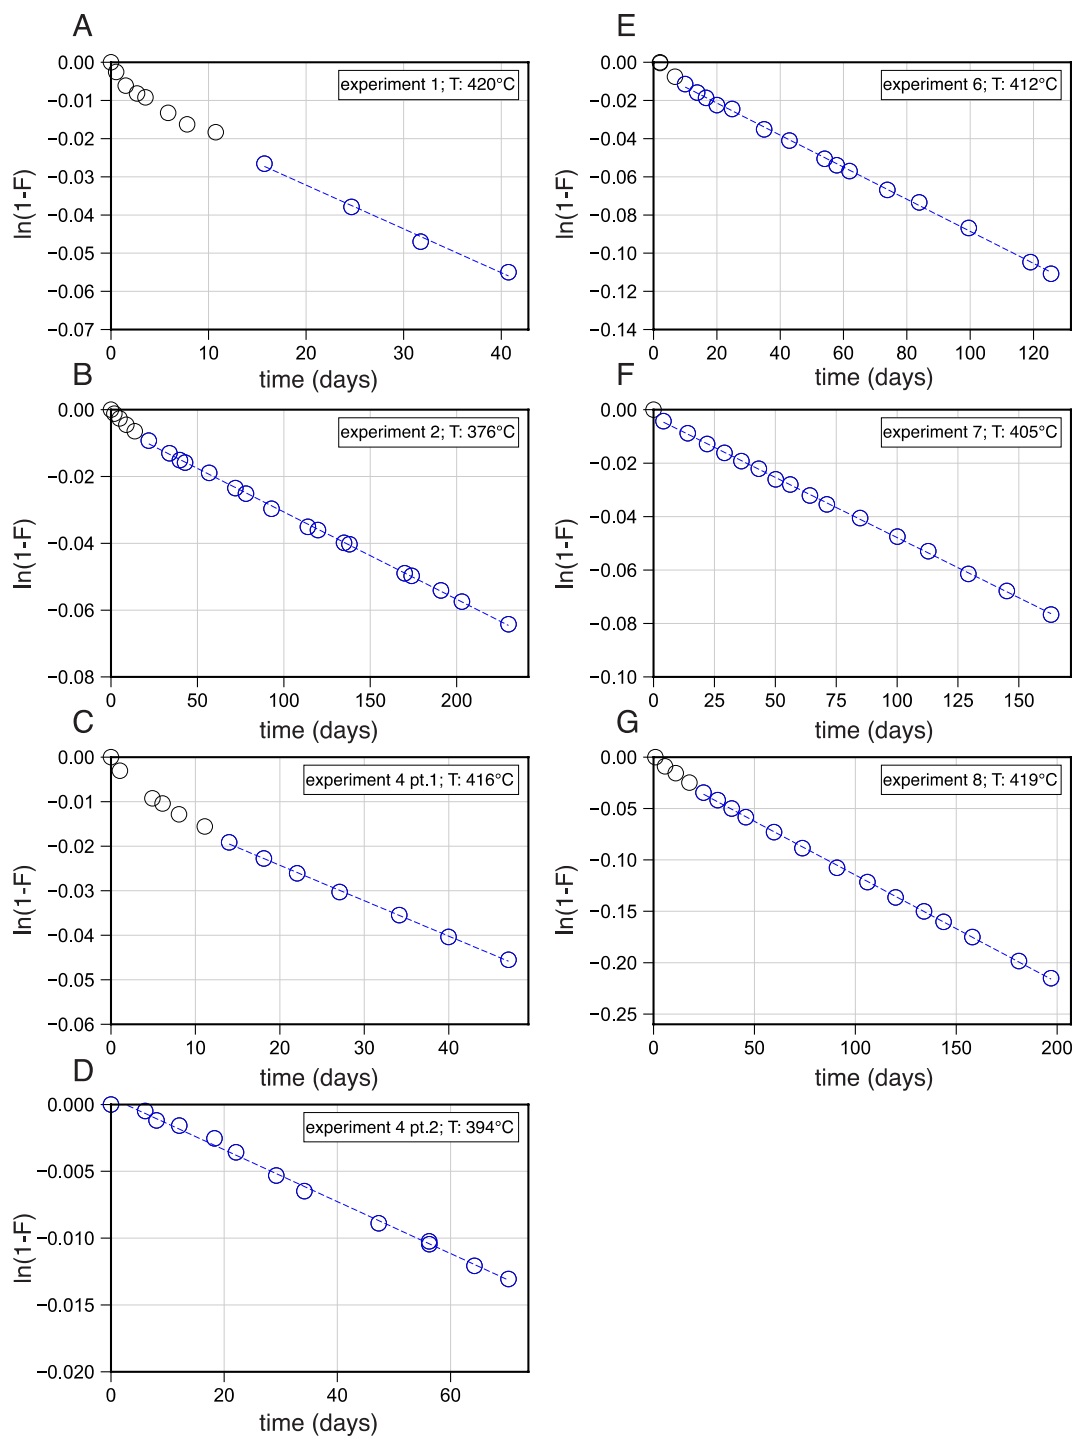 A
0.00
−0.01
−0.02
−0.03
−0.04
−0.05
−0.06
−0.07
ln(1-F)
experiment 1; T: 420°C
0 10 20 30 40
time (days)
B
0.00
−0.02
−0.04
−0.06
−0.08
ln(1-F)
experiment 2; T: 376°C
0 50 100 150 200
time (days)
C
0.00
−0.01
−0.02
−0.03
−0.04
−0.05
−0.06
ln(1-F)
experiment 4 pt.1; T: 416°C
0 20 40
time (days)
D
0.000
−0.005
−0.010
−0.015
−0.020
ln(1-F)
experiment 4 pt.2; T: 394°C
0 20 40 60
time (days)
E
0.00
−0.02
−0.04
−0.06
−0.08
−0.10
−0.12
−0.14
ln(1-F)
experiment 6; T: 412°C
0 20 40 60 80 100 120
time (days)
F
0.00
−0.02
−0.04
−0.06
−0.08
−0.10
ln(1-F)
experiment 7; T: 405°C
0 25 50 75 100 125 150
time (days)
G
0.00
−0.05
−0.10
−0.15
−0.20
−0.25
ln(1-F)
experiment 8; T: 419°C
0 50 100 150 200
time (days)